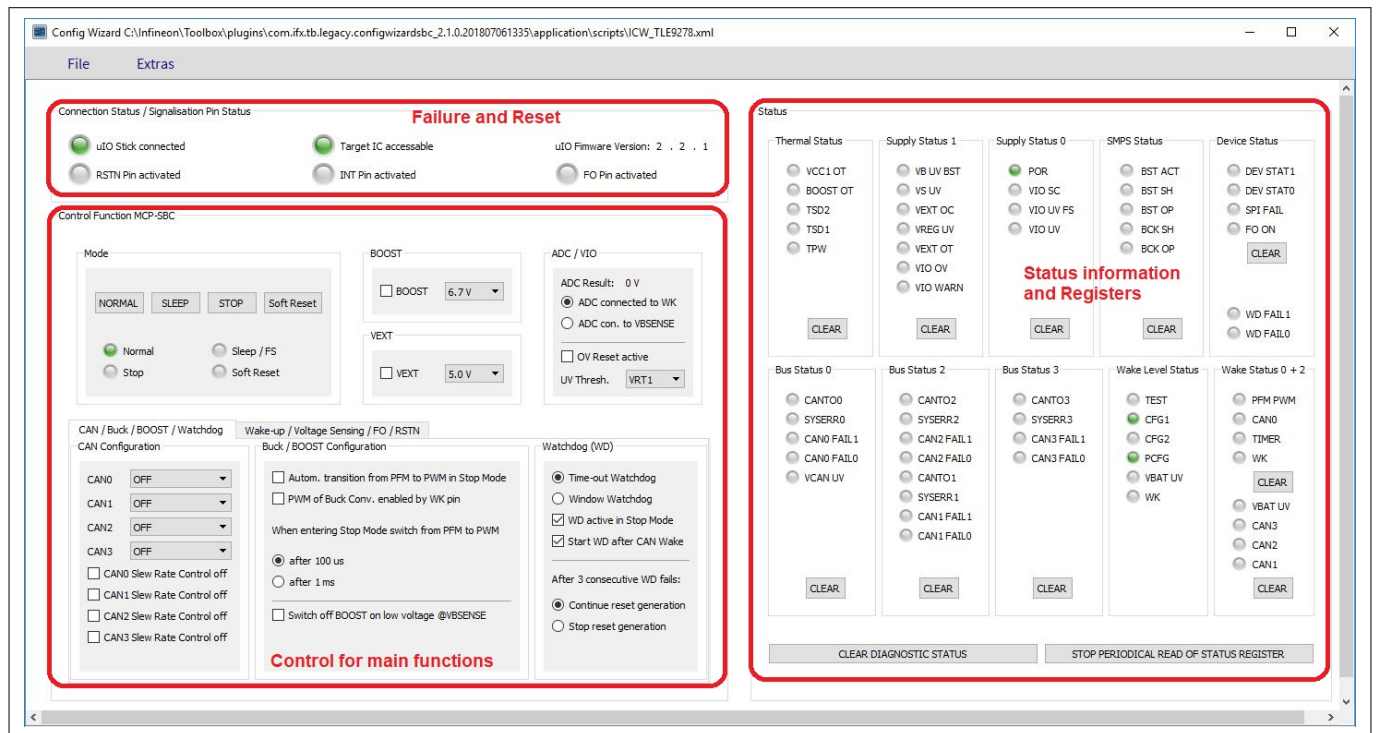 Config Wizard C:\Infineon\Toolbox\plugins\com.ifx.tb.legacy.configwizardsbc_2.1.0.201807061335\application\scripts\ICW_TLE9278.xml
File Extras
Connection Status / Signalisation Pin Status
Failure and Reset
uIO Stick connected
Target IC accessable
uIO Fimware Version: 2 . 2 . 1
RSTN Pin activated
INT Pin activated
FO Pin activated
Control Function MCP-SBC
Mode
NORMAL SLEEP STOP Soft Reset
Normal Sleep / FS
Stop Soft Reset
BOOST
BOOST 6.7 V
VEXT
VEXT 5.0 V
ADC / VIO
ADC Result: 0 V
ADC connected to WK
ADC con. to VBSENSE
OV Reset active
UV Thresh. VRT1
CAN / Buck / BOOST / Watchdog
Wake-up / Voltage Sensing / FO / RSTN
CAN Configuration
CAN0 OFF
CAN1 OFF
CAN2 OFF
CAN3 OFF
CAN0 Slew Rate Control off
CAN1 Slew Rate Control off
CAN2 Slew Rate Control off
CAN3 Slew Rate Control off
Buck / BOOST Configuration
Autom. transition from PFM to PWM in Stop Mode
PWM of Buck Conv. enabled by WK pin
When entering Stop Mode switch from PFM to PWM
after 100 us
after 1 ms
Switch off BOOST on low voltage @VBSENSE
Control for main functions
Watchdog (WD)
Time-out Watchdog
Window Watchdog
WD active in Stop Mode
Start WD after CAN Wake
After 3 consecutive WD fails:
Continue reset generation
Stop reset generation
Status
Thermal Status
VCC1 OT
BOOST OT
TSD2
TSD1
TPW
CLEAR
Supply Status 1
VB UV BST
VS UV
VEXT OC
VREG UV
VEXT OT
VIO OV
VIO WARN
CLEAR
Supply Status 0
POR
VIO SC
VIO UV FS
VIO UV
CLEAR
SMPS Status
BST ACT
BST SH
BST OP
BCK SH
BCK OP
CLEAR
Device Status
DEV STAT1
DEV STAT0
SPI FAIL
FO ON
CLEAR
WD FAIL1
WD FAIL0
Status information
and Registers
Bus Status 0
CANTO0
SYSERR0
CAN0 FAIL1
CAN0 FAIL0
VCAN UV
CLEAR
Bus Status 2
CANTO2
SYSERR2
CAN2 FAIL1
CAN2 FAIL0
CANTO1
SYSERR1
CAN1 FAIL1
CAN1 FAIL0
CLEAR
Bus Status 3
CANTO3
SYSERR3
CAN3 FAIL1
CAN3 FAIL0
CLEAR
Wake Level Status
TEST
CFG1
CFG2
PCFG
VBAT UV
WK
Wake Status 0 + 2
PFM PWM
CAN0
TIMER
WK
CLEAR
VBAT UV
CAN3
CAN2
CAN1
CLEAR
CLEAR DIAGNOSTIC STATUS
STOP PERIODICAL READ OF STATUS REGISTER